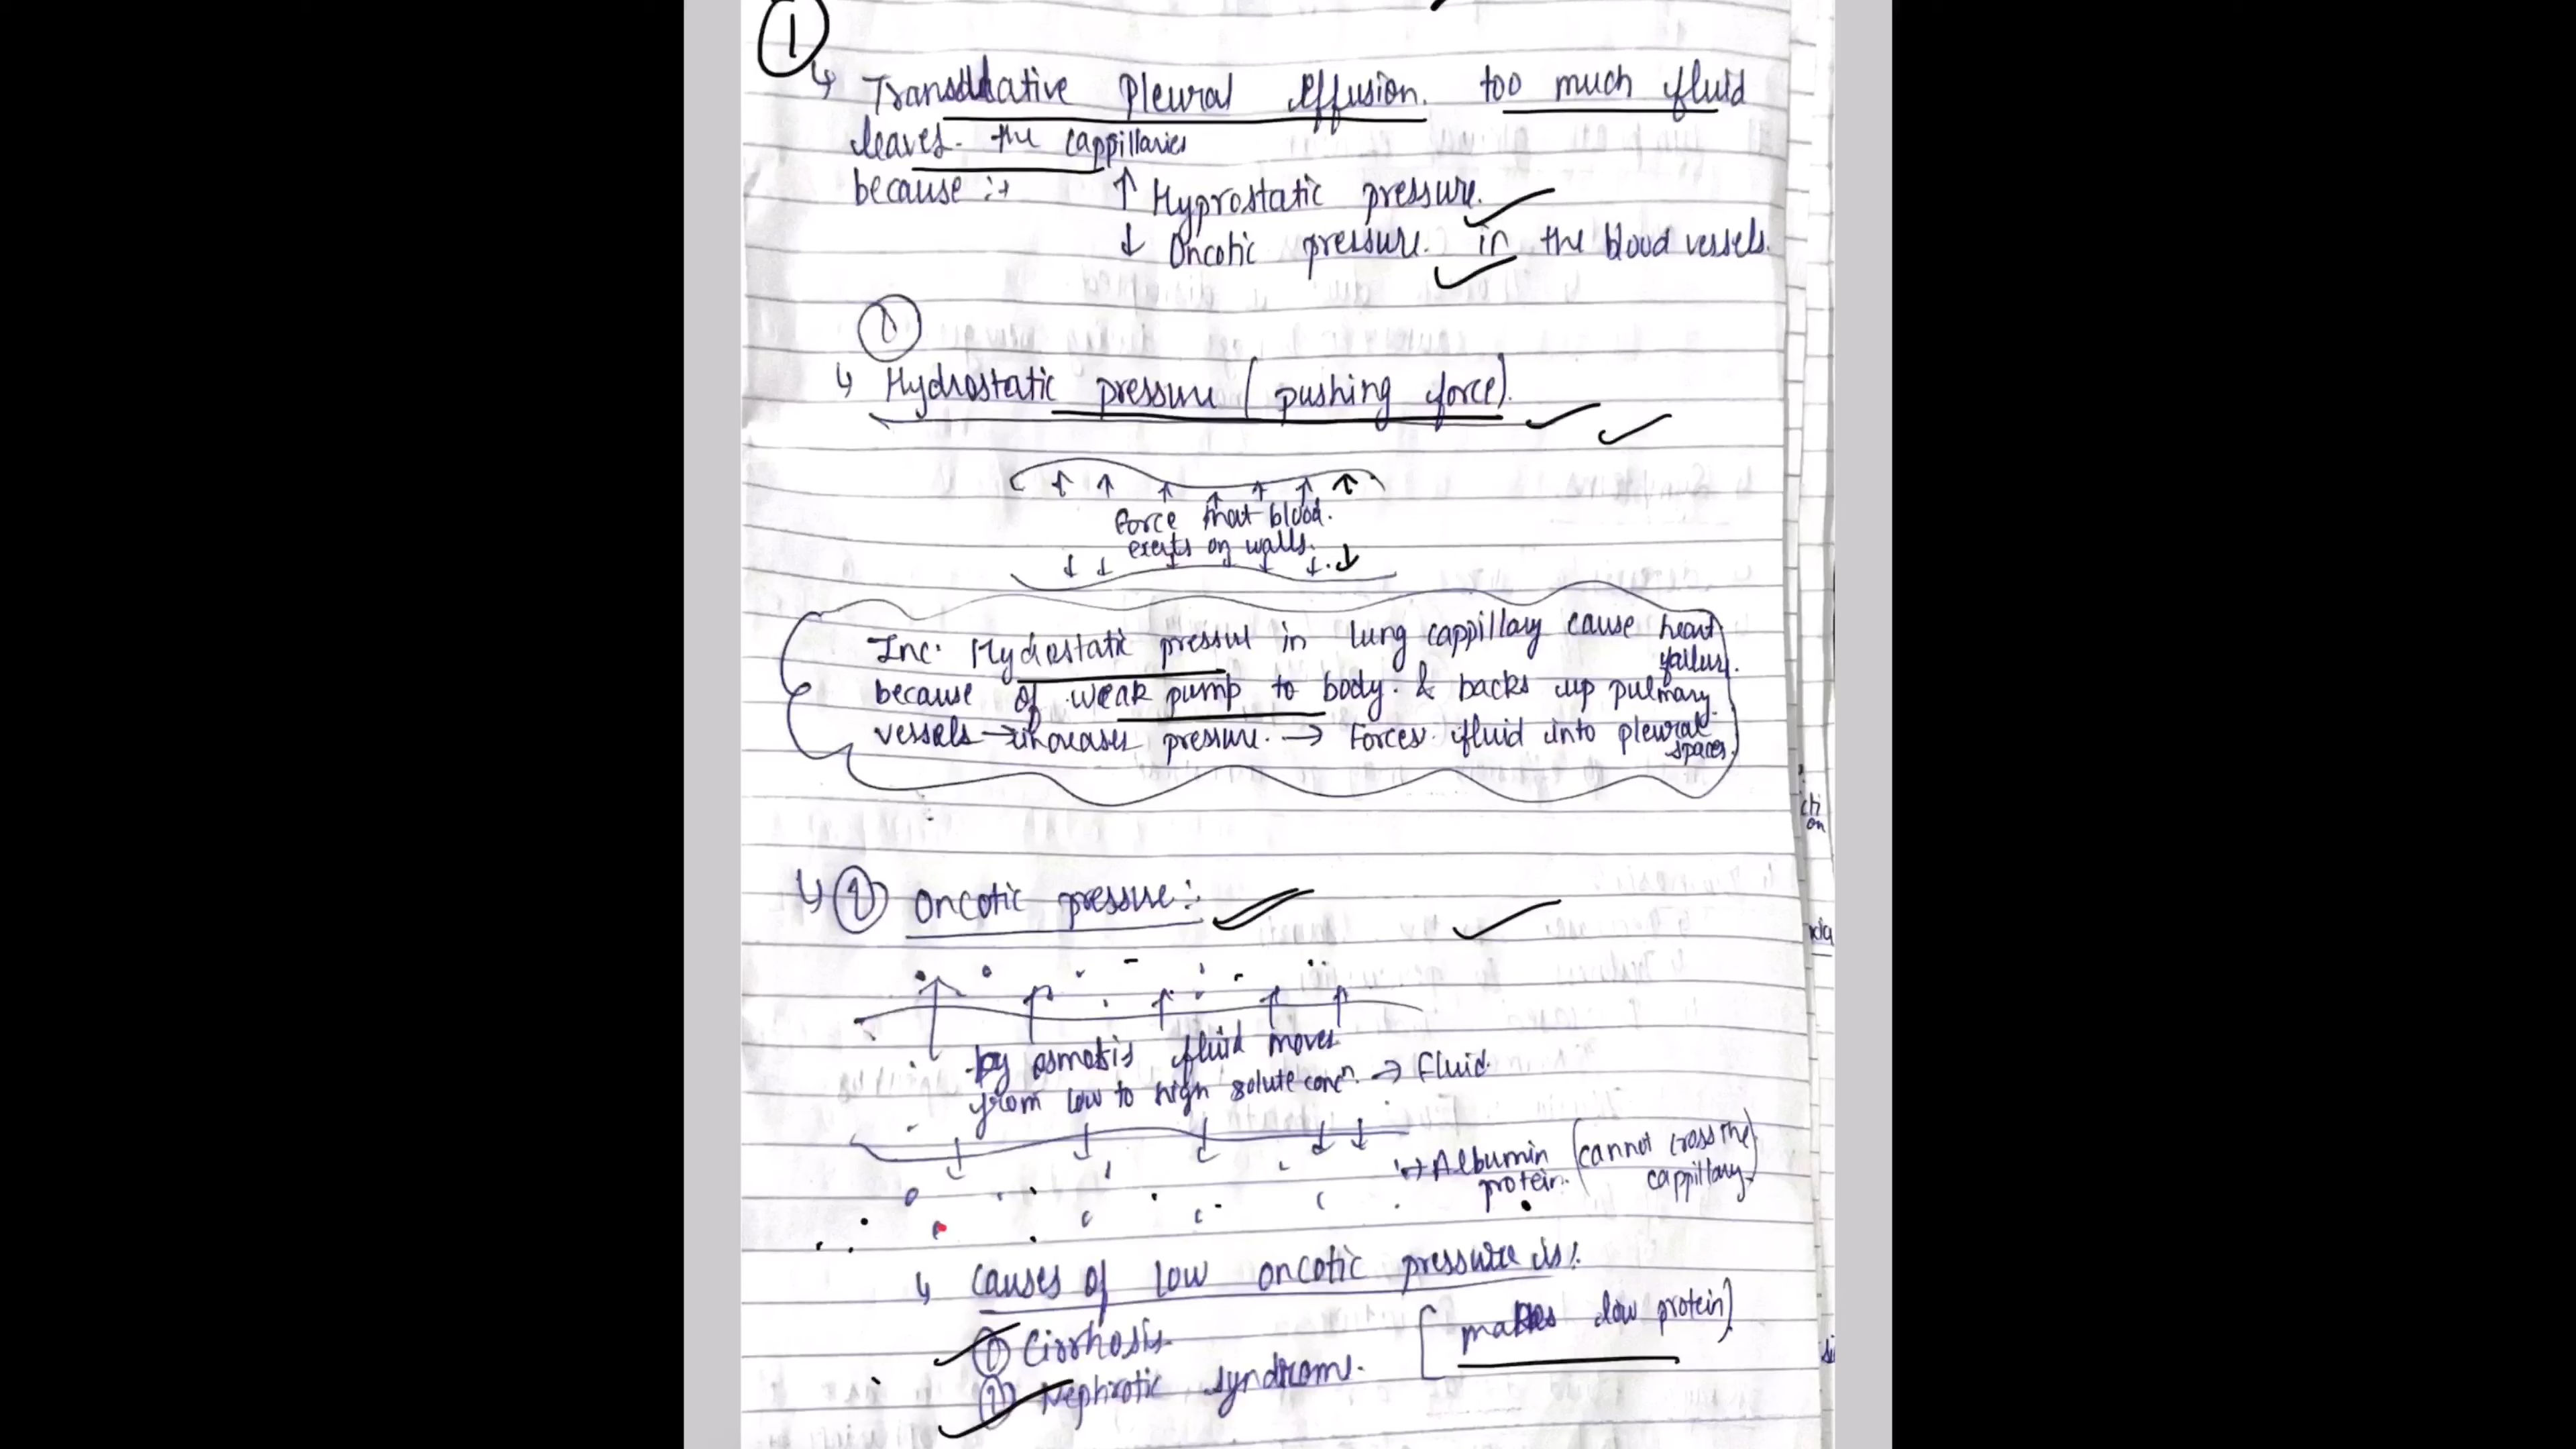 1
↳ Transudative pleural effusion. too much fluid
leaves. the cappillaries
because :→ ↑ Hyprostatic pressure.
↓ Oncotic pressure. in the blood vessels.
①
↳ Hydrostatic pressure (pushing force).
Force that blood.
exerts on walls.
Inc. Hydrostatic pressure in lung cappillary cause heart failure.
because of weak pump to body. & backs up pulmonary.
vessels → increases pressure. → Forces fluid into pleural spaces.
↳ ② oncotic pressure:
by osmosis fluid moves
from low to high solute concⁿ. → Fluid.
↳ Albumin protein. (cannot cross the cappillary)
↳ causes of low oncotic pressure is:
① Cirrhosis. [makes low protein]
② Nephrotic syndrome.